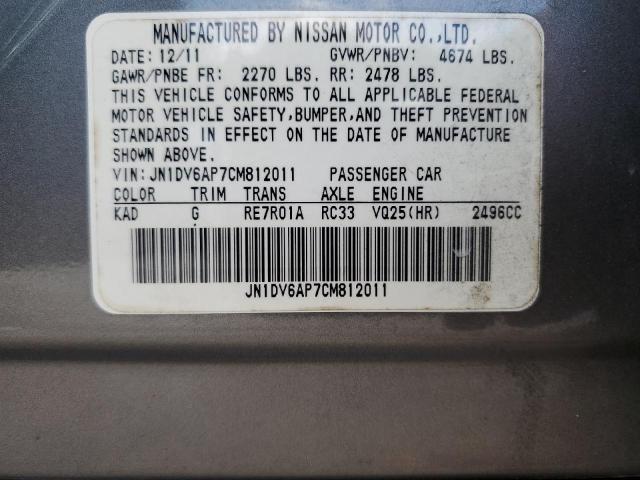 MANUFACTURED BY NISSAN MOTOR CO.,LTD.
DATE: 12/11 GVWR/PNBV: 4674 LBS.
GAWR/PNBE FR: 2270 LBS. RR: 2478 LBS.
THIS VEHICLE CONFORMS TO ALL APPLICABLE FEDERAL
MOTOR VEHICLE SAFETY,BUMPER,AND THEFT PREVENTION
STANDARDS IN EFFECT ON THE DATE OF MANUFACTURE
SHOWN ABOVE.
VIN:JN1DV6AP7CM812011 PASSENGER CAR
COLOR TRIM TRANS AXLE ENGINE
KAD G RE7R01A RC33 VQ25(HR) 2496CC
JN1DV6AP7CM812011